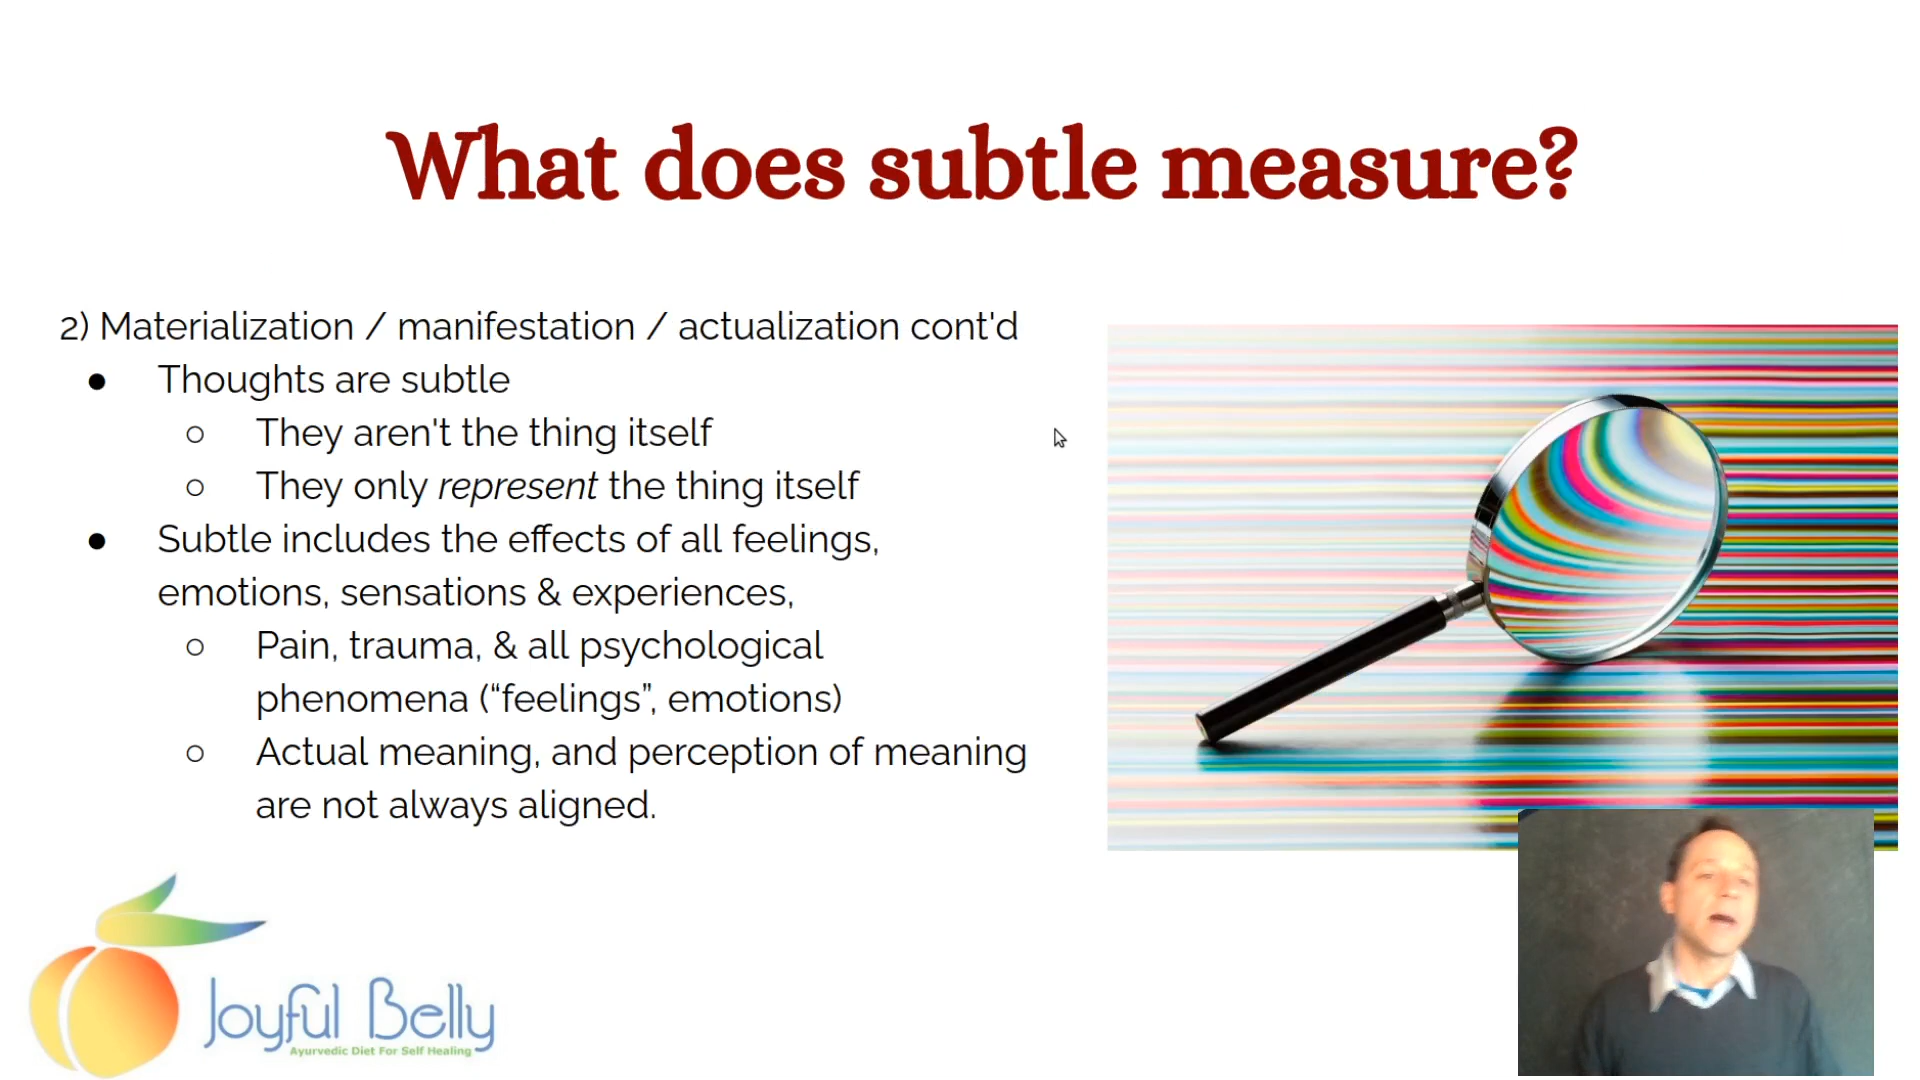 What does subtle measure?
2) Materialization / manifestation / actualization cont'd
● Thoughts are subtle
○ They aren't the thing itself
○ They only represent the thing itself
● Subtle includes the effects of all feelings,
emotions, sensations & experiences,
○ Pain, trauma, & all psychological
phenomena (“feelings”, emotions)
○ Actual meaning, and perception of meaning
are not always aligned.
Joyful Belly
Ayurvedic Diet For Self Healing